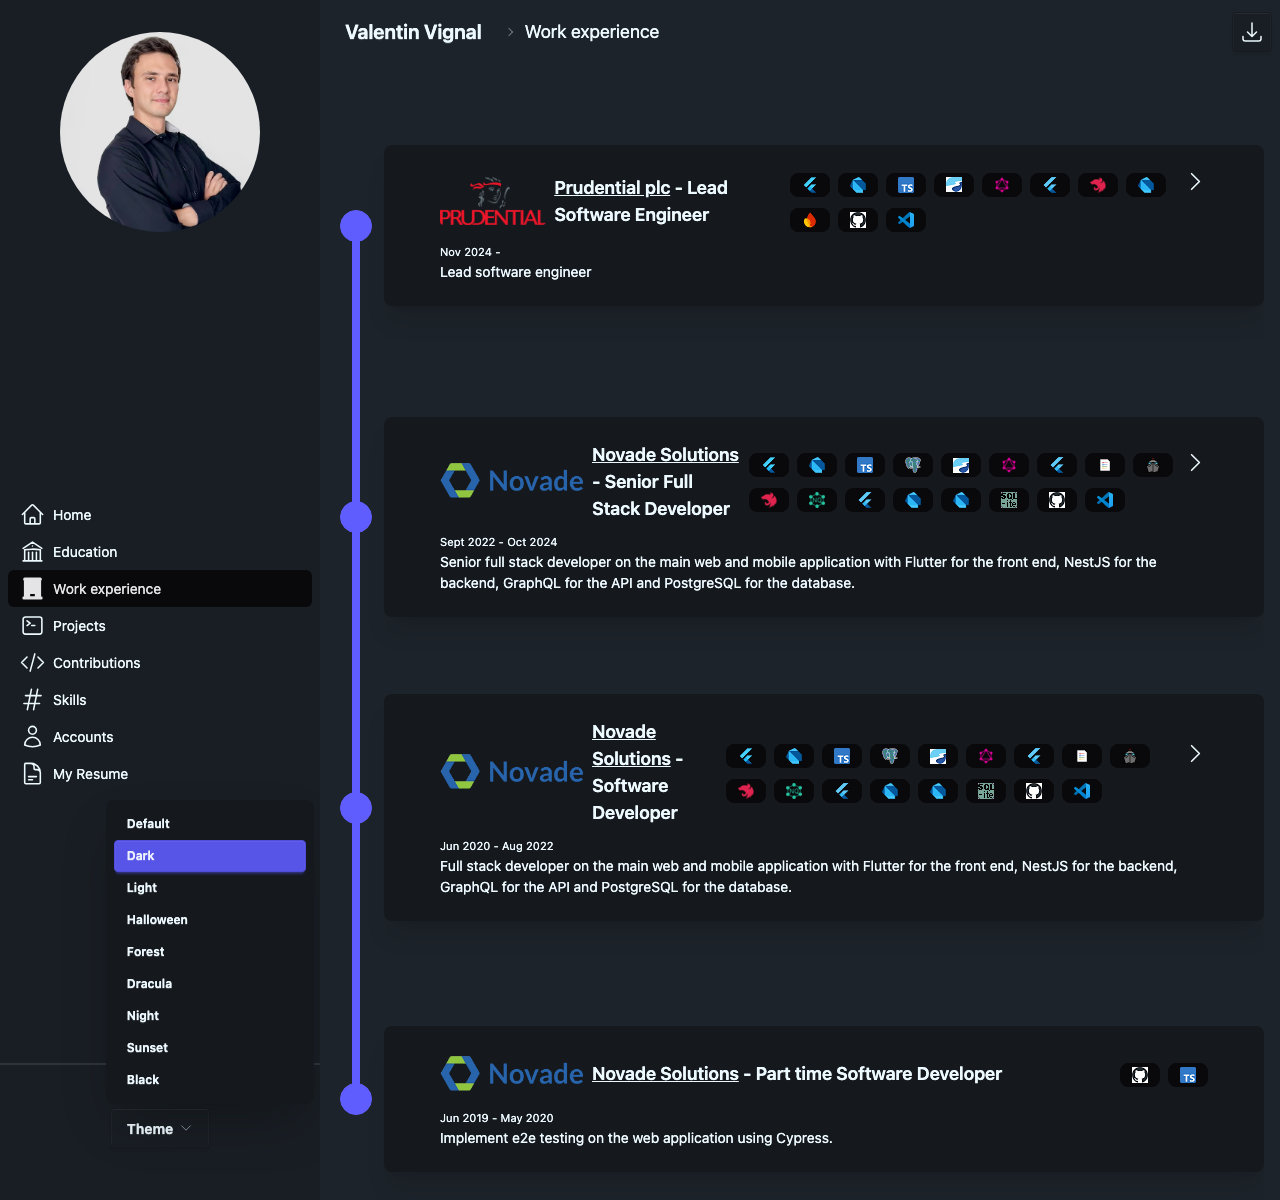 Valentin Vignal
Work experience
PRUDENTIAL
Prudential plc - Lead
Software Engineer
TS
Nov 2024 -
Lead software engineer
Novade
Novade Solutions
- Senior Full
Stack Developer
TS
SQL
-ite
Sept 2022 - Oct 2024
Senior full stack developer on the main web and mobile application with Flutter for the front end, NestJS for the
backend, GraphQL for the API and PostgreSQL for the database.
Novade
Novade
Solutions -
Software
Developer
TS
SQL
-ite
Jun 2020 - Aug 2022
Full stack developer on the main web and mobile application with Flutter for the front end, NestJS for the backend,
GraphQL for the API and PostgreSQL for the database.
Novade
Novade Solutions - Part time Software Developer
TS
Jun 2019 - May 2020
Implement e2e testing on the web application using Cypress.
Home
Education
Work experience
Projects
Contributions
Skills
Accounts
My Resume
Default
Dark
Light
Halloween
Forest
Dracula
Night
Sunset
Black
Theme